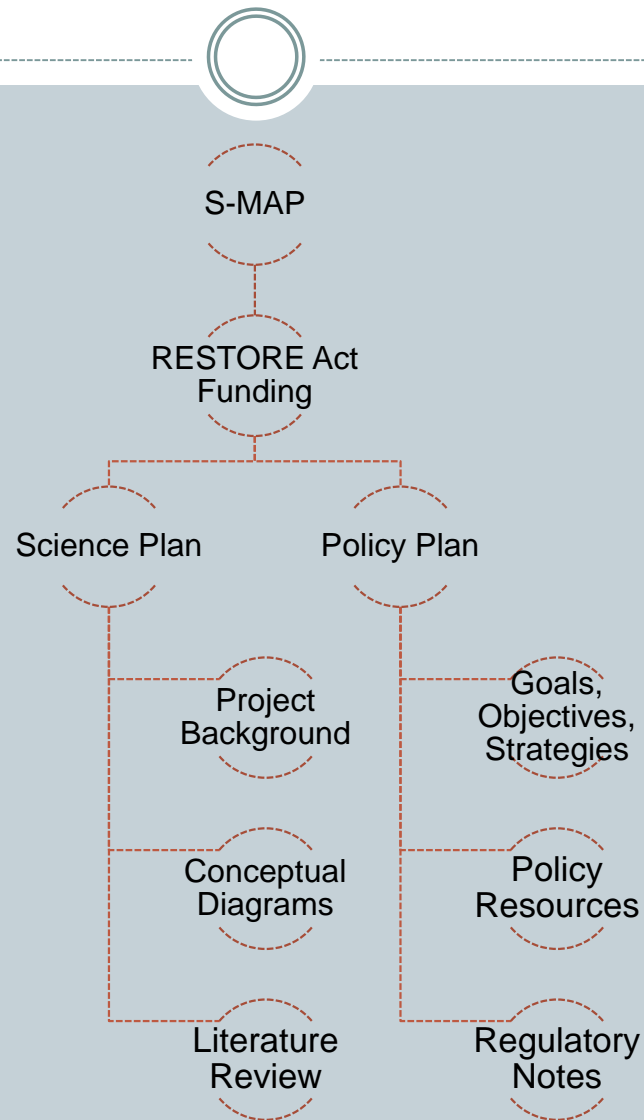 S-MAP
RESTORE Act
Funding
Science Plan
Policy Plan
Project
Background
Goals,
Objectives,
Strategies
Conceptual
Diagrams
Policy
Resources
Literature
Review
Regulatory
Notes